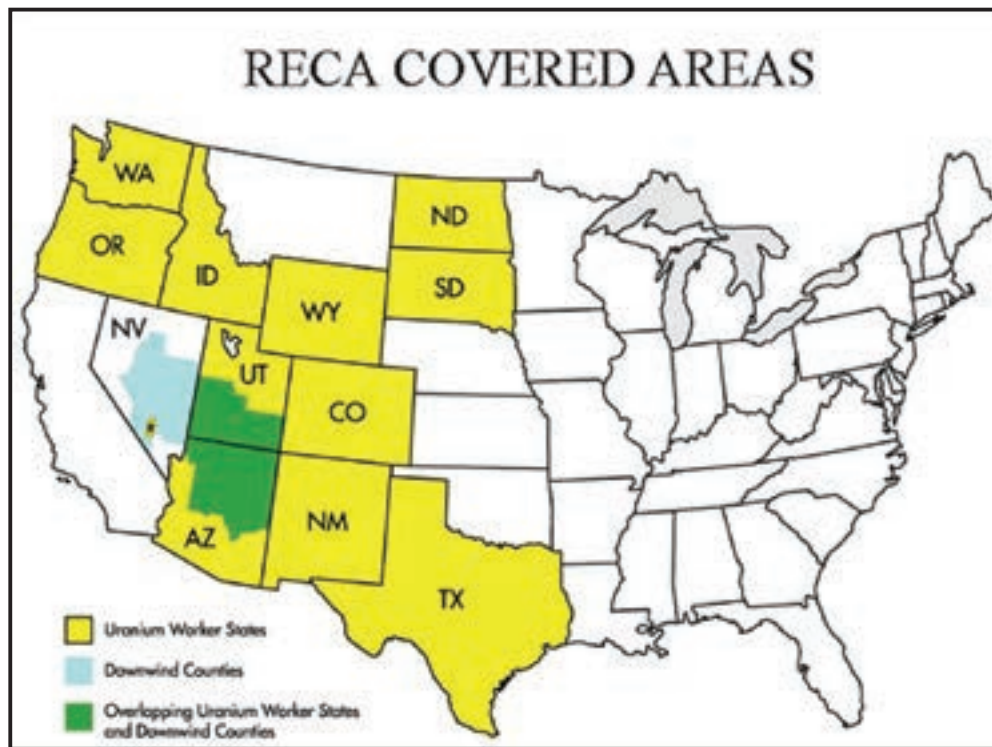 RECA COVERED AREAS
WA
OR
ID
ND
SD
WY
NV
UT
CO
AZ
NM
TX
Uranium Worker States
Downwind Counties
Overlapping Uranium Worker States
and Downwind Counties